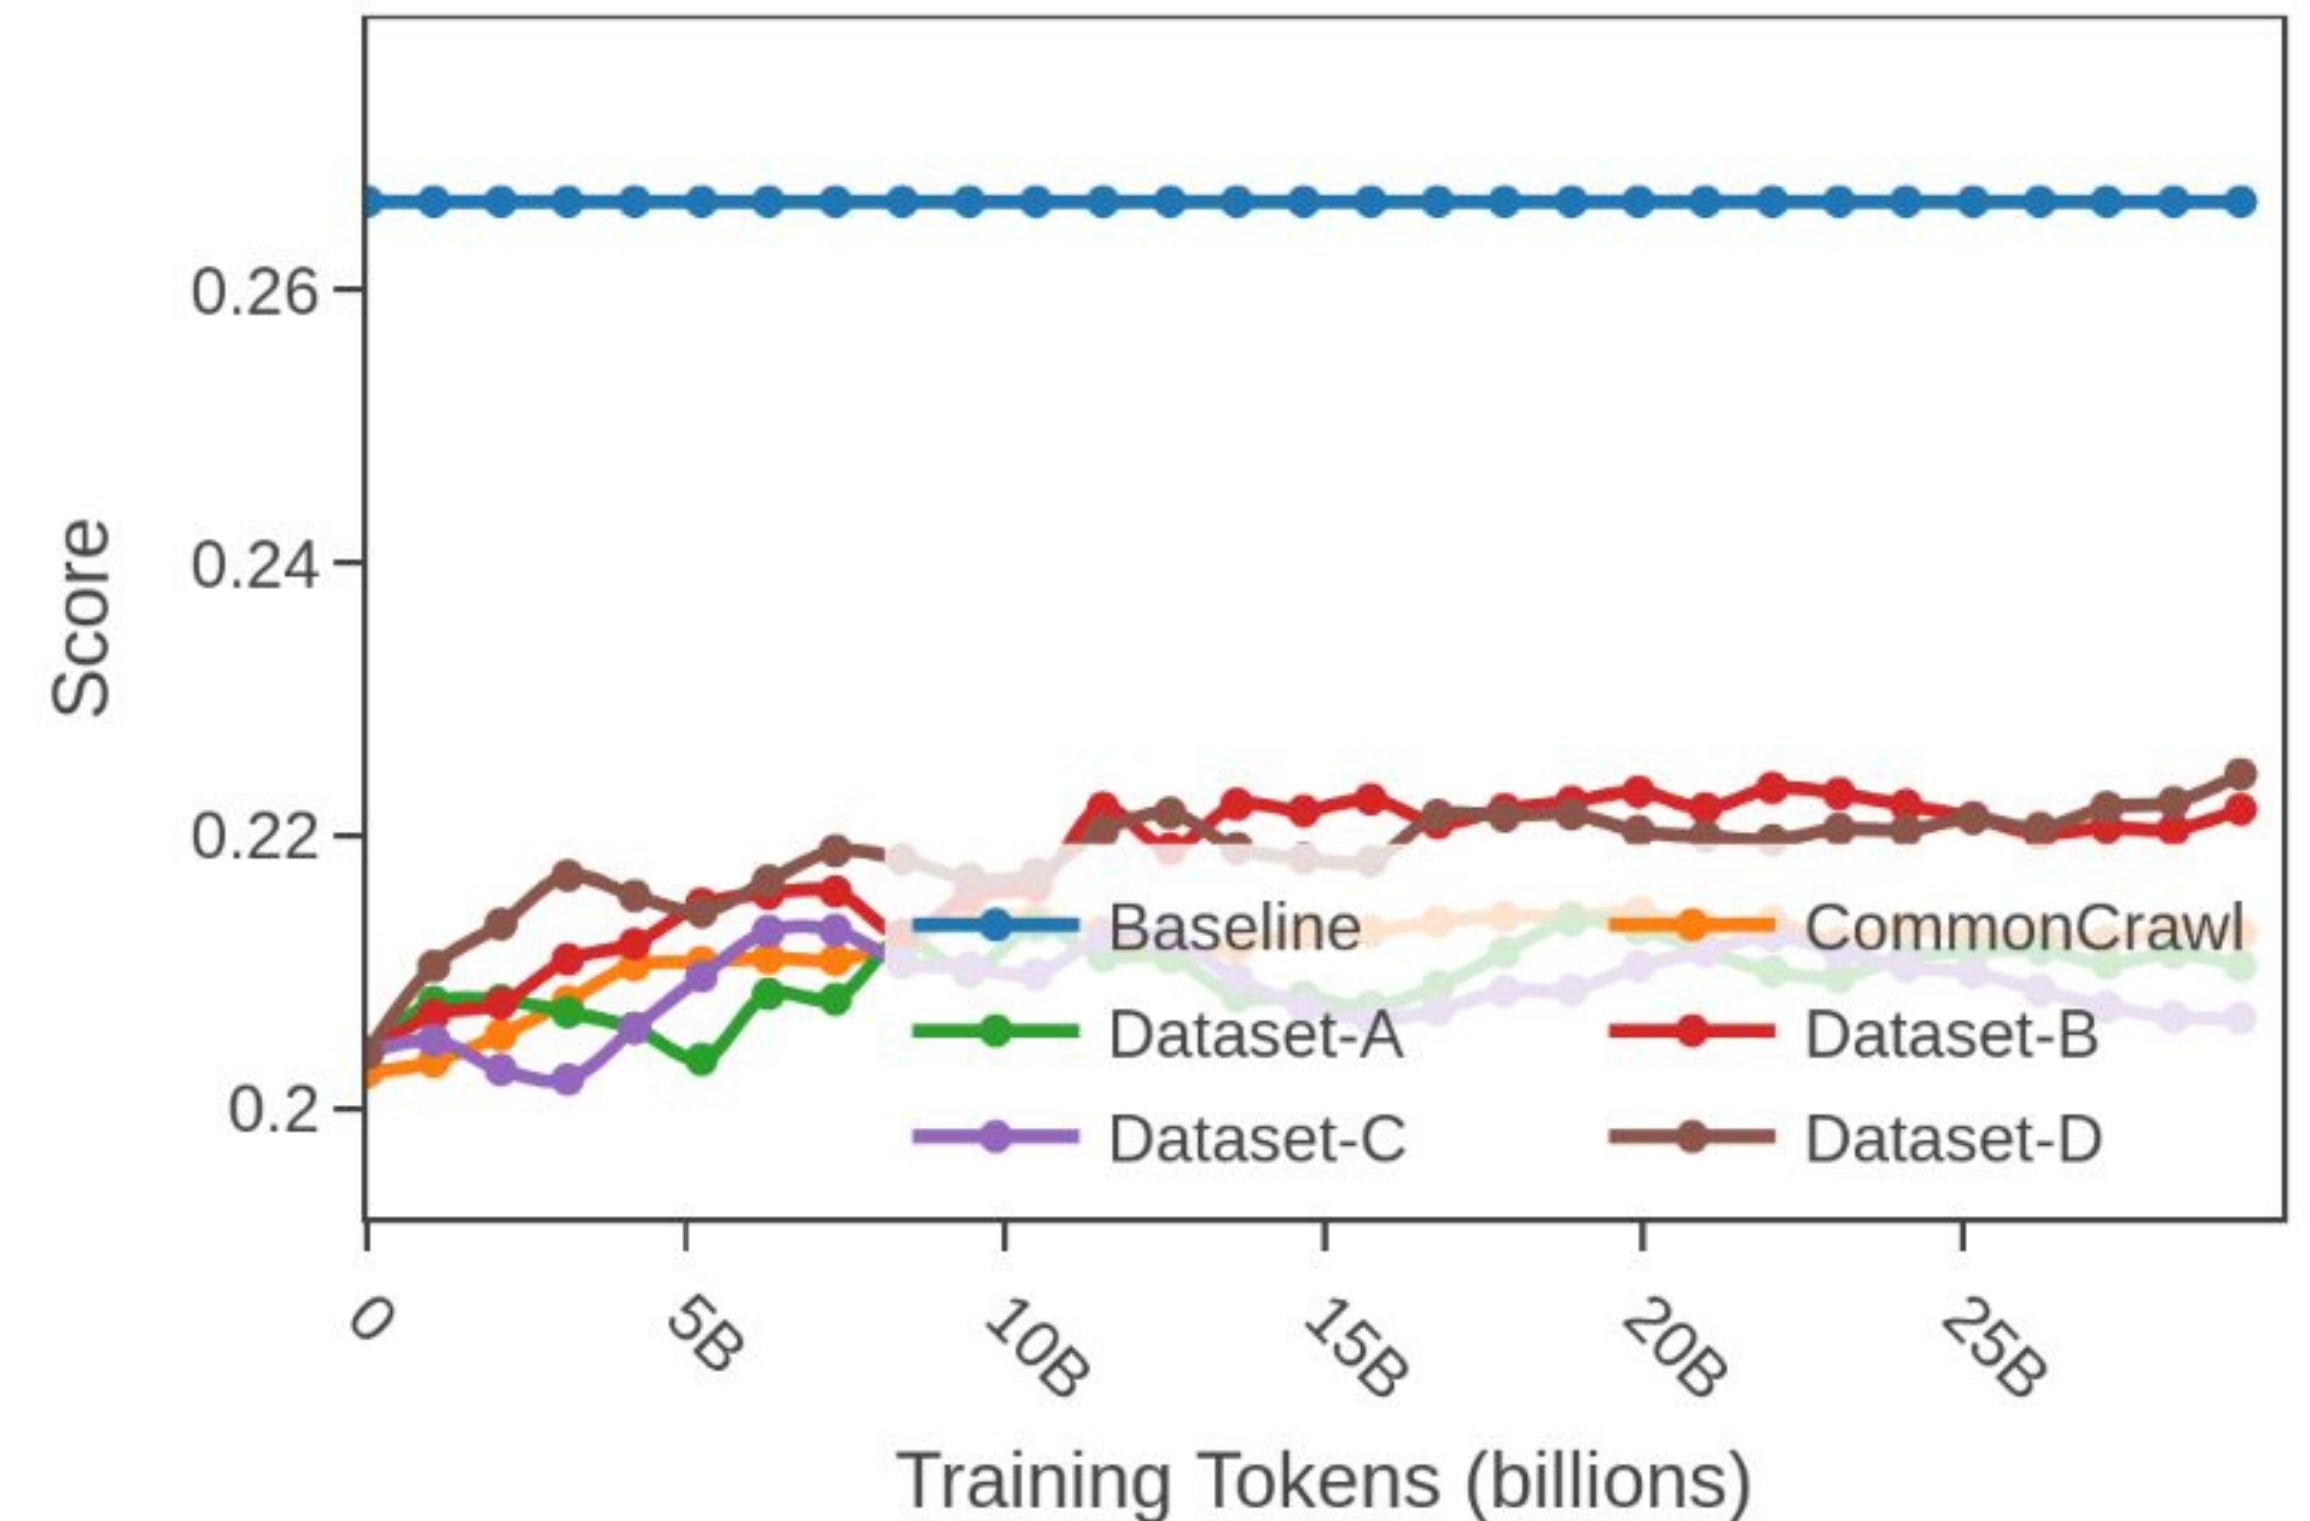 0.26
0.24
0.22
0.2
Score
Baseline
CommonCrawl
Dataset-A
Dataset-B
Dataset-C
Dataset-D
0
5B
10B
15B
20B
25B
Training Tokens (billions)